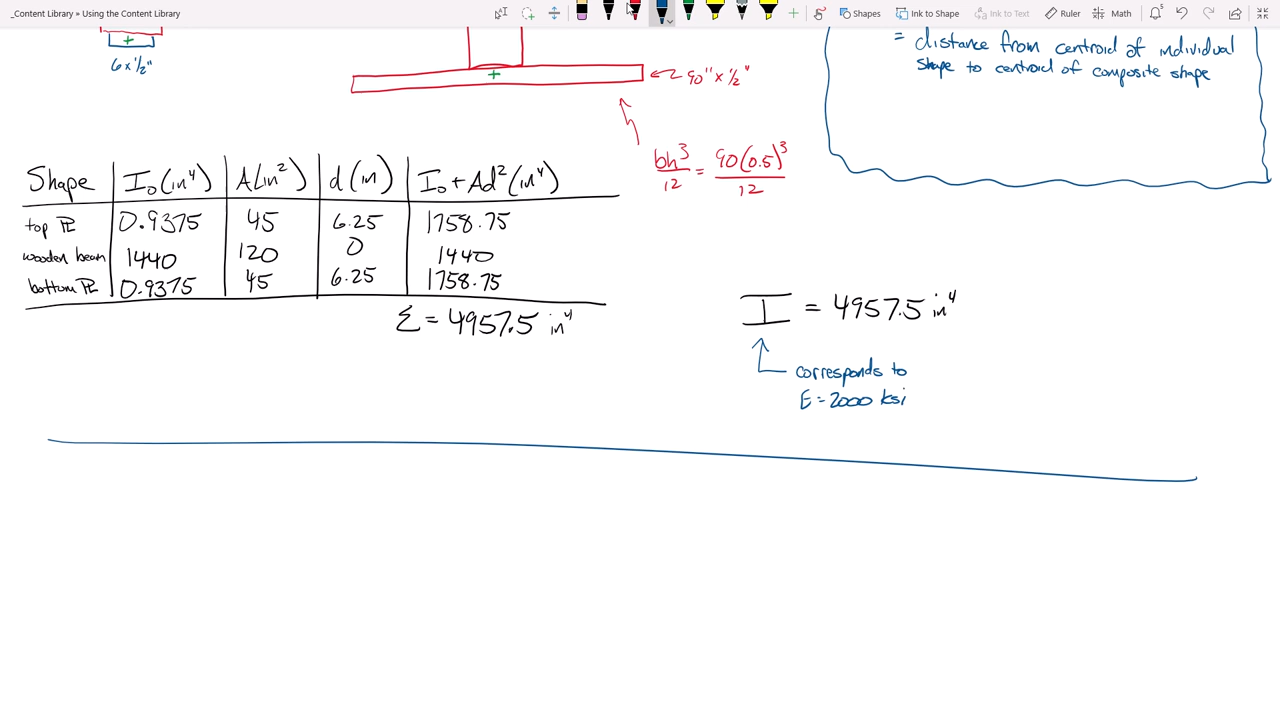 _Content Library » Using the Content Library
Shapes
Ink to Shape
Ink to Text
Ruler
Math
5
+
6 x ½"
+
90" x ½"
= distance from centroid of individual
shape to centroid of composite shape
bh³/12 = 90(0.5)³/12
Shape | I₀ (in⁴) | A (in²) | d (in) | I₀ + Ad² (in⁴)
top PL | 0.9375 | 45 | 6.25 | 1758.75
wooden beam | 1440 | 120 | 0 | 1440
bottom PL | 0.9375 | 45 | 6.25 | 1758.75
Σ = 4957.5 in⁴
I = 4957.5 in⁴
corresponds to
E = 2000 ksi